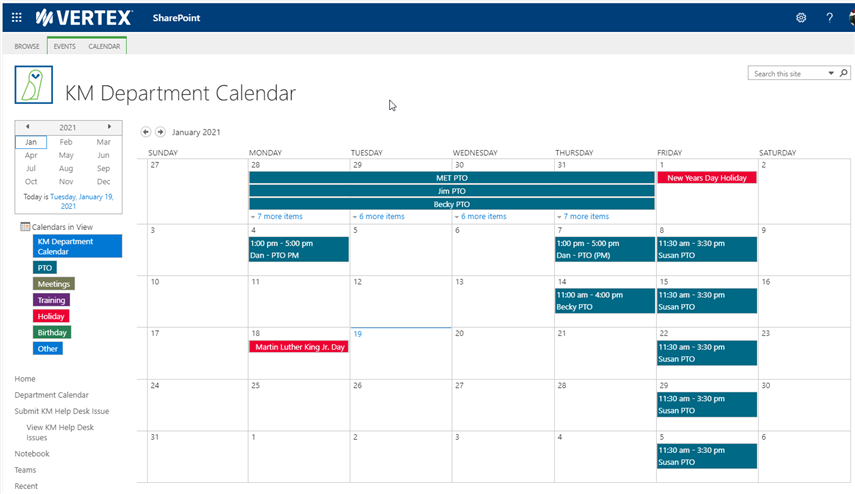 VERTEX SharePoint ?
BROWSE EVENTS CALENDAR
KM Department Calendar
Search this site
2021
Jan Feb Mar
Apr May Jun
Jul Aug Sep
Oct Nov Dec
Today is Tuesday, January 19,
2021
Calendars in View
KM Department
Calendar
PTO
Meetings
Training
Holiday
Birthday
Other
Home
Department Calendar
Submit KM Help Desk Issue
View KM Help Desk
Issues
Notebook
Teams
Recent
January 2021
SUNDAY MONDAY TUESDAY WEDNESDAY THURSDAY FRIDAY SATURDAY
27 28 29 30 31 1 2
MET PTO New Years Day Holiday
Jim PTO
Becky PTO
7 more items 6 more items 6 more items 7 more items
3 4 5 6 7 8 9
1:00 pm - 5:00 pm 1:00 pm - 5:00 pm 11:30 am - 3:30 pm
Dan - PTO PM Dan - PTO (PM) Susan PTO
10 11 12 13 14 15 16
11:00 am - 4:00 pm 11:30 am - 3:30 pm
Becky PTO Susan PTO
17 18 19 20 21 22 23
Martin Luther King Jr. Day 11:30 am - 3:30 pm
Susan PTO
24 25 26 27 28 29 30
11:30 am - 3:30 pm
Susan PTO
31 1 2 3 4 5 6
11:30 am - 3:30 pm
Susan PTO